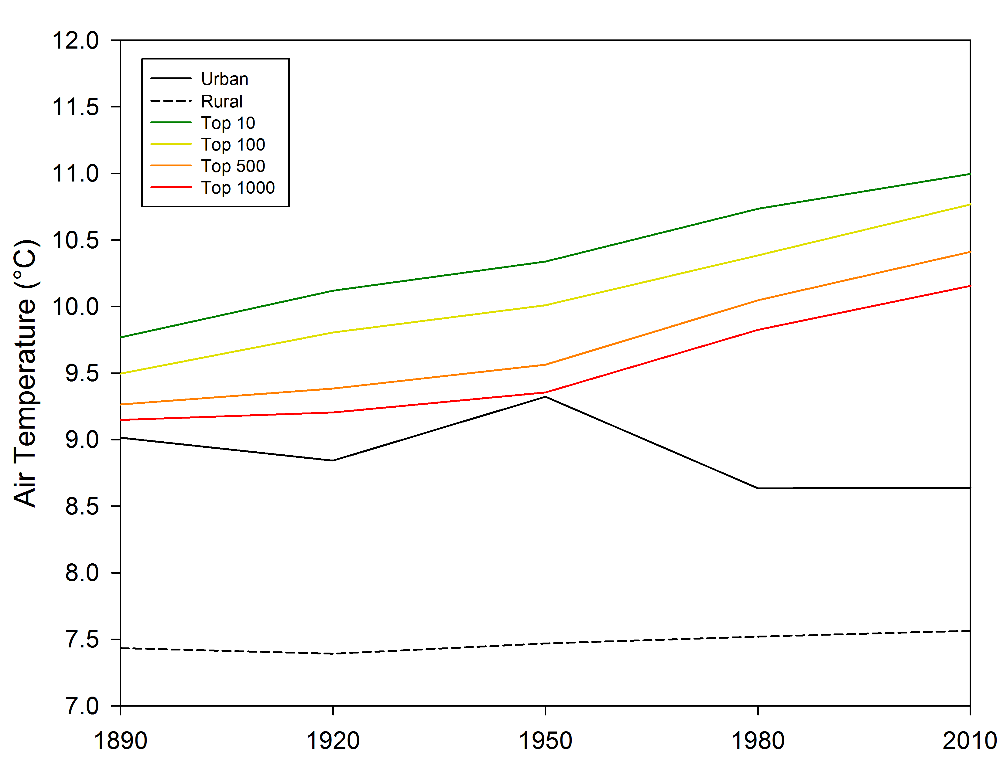 12.0
11.5
11.0
10.5
10.0
9.5
9.0
8.5
8.0
7.5
7.0
Air Temperature (°C)
Urban
Rural
Top 10
Top 100
Top 500
Top 1000
1890 1920 1950 1980 2010